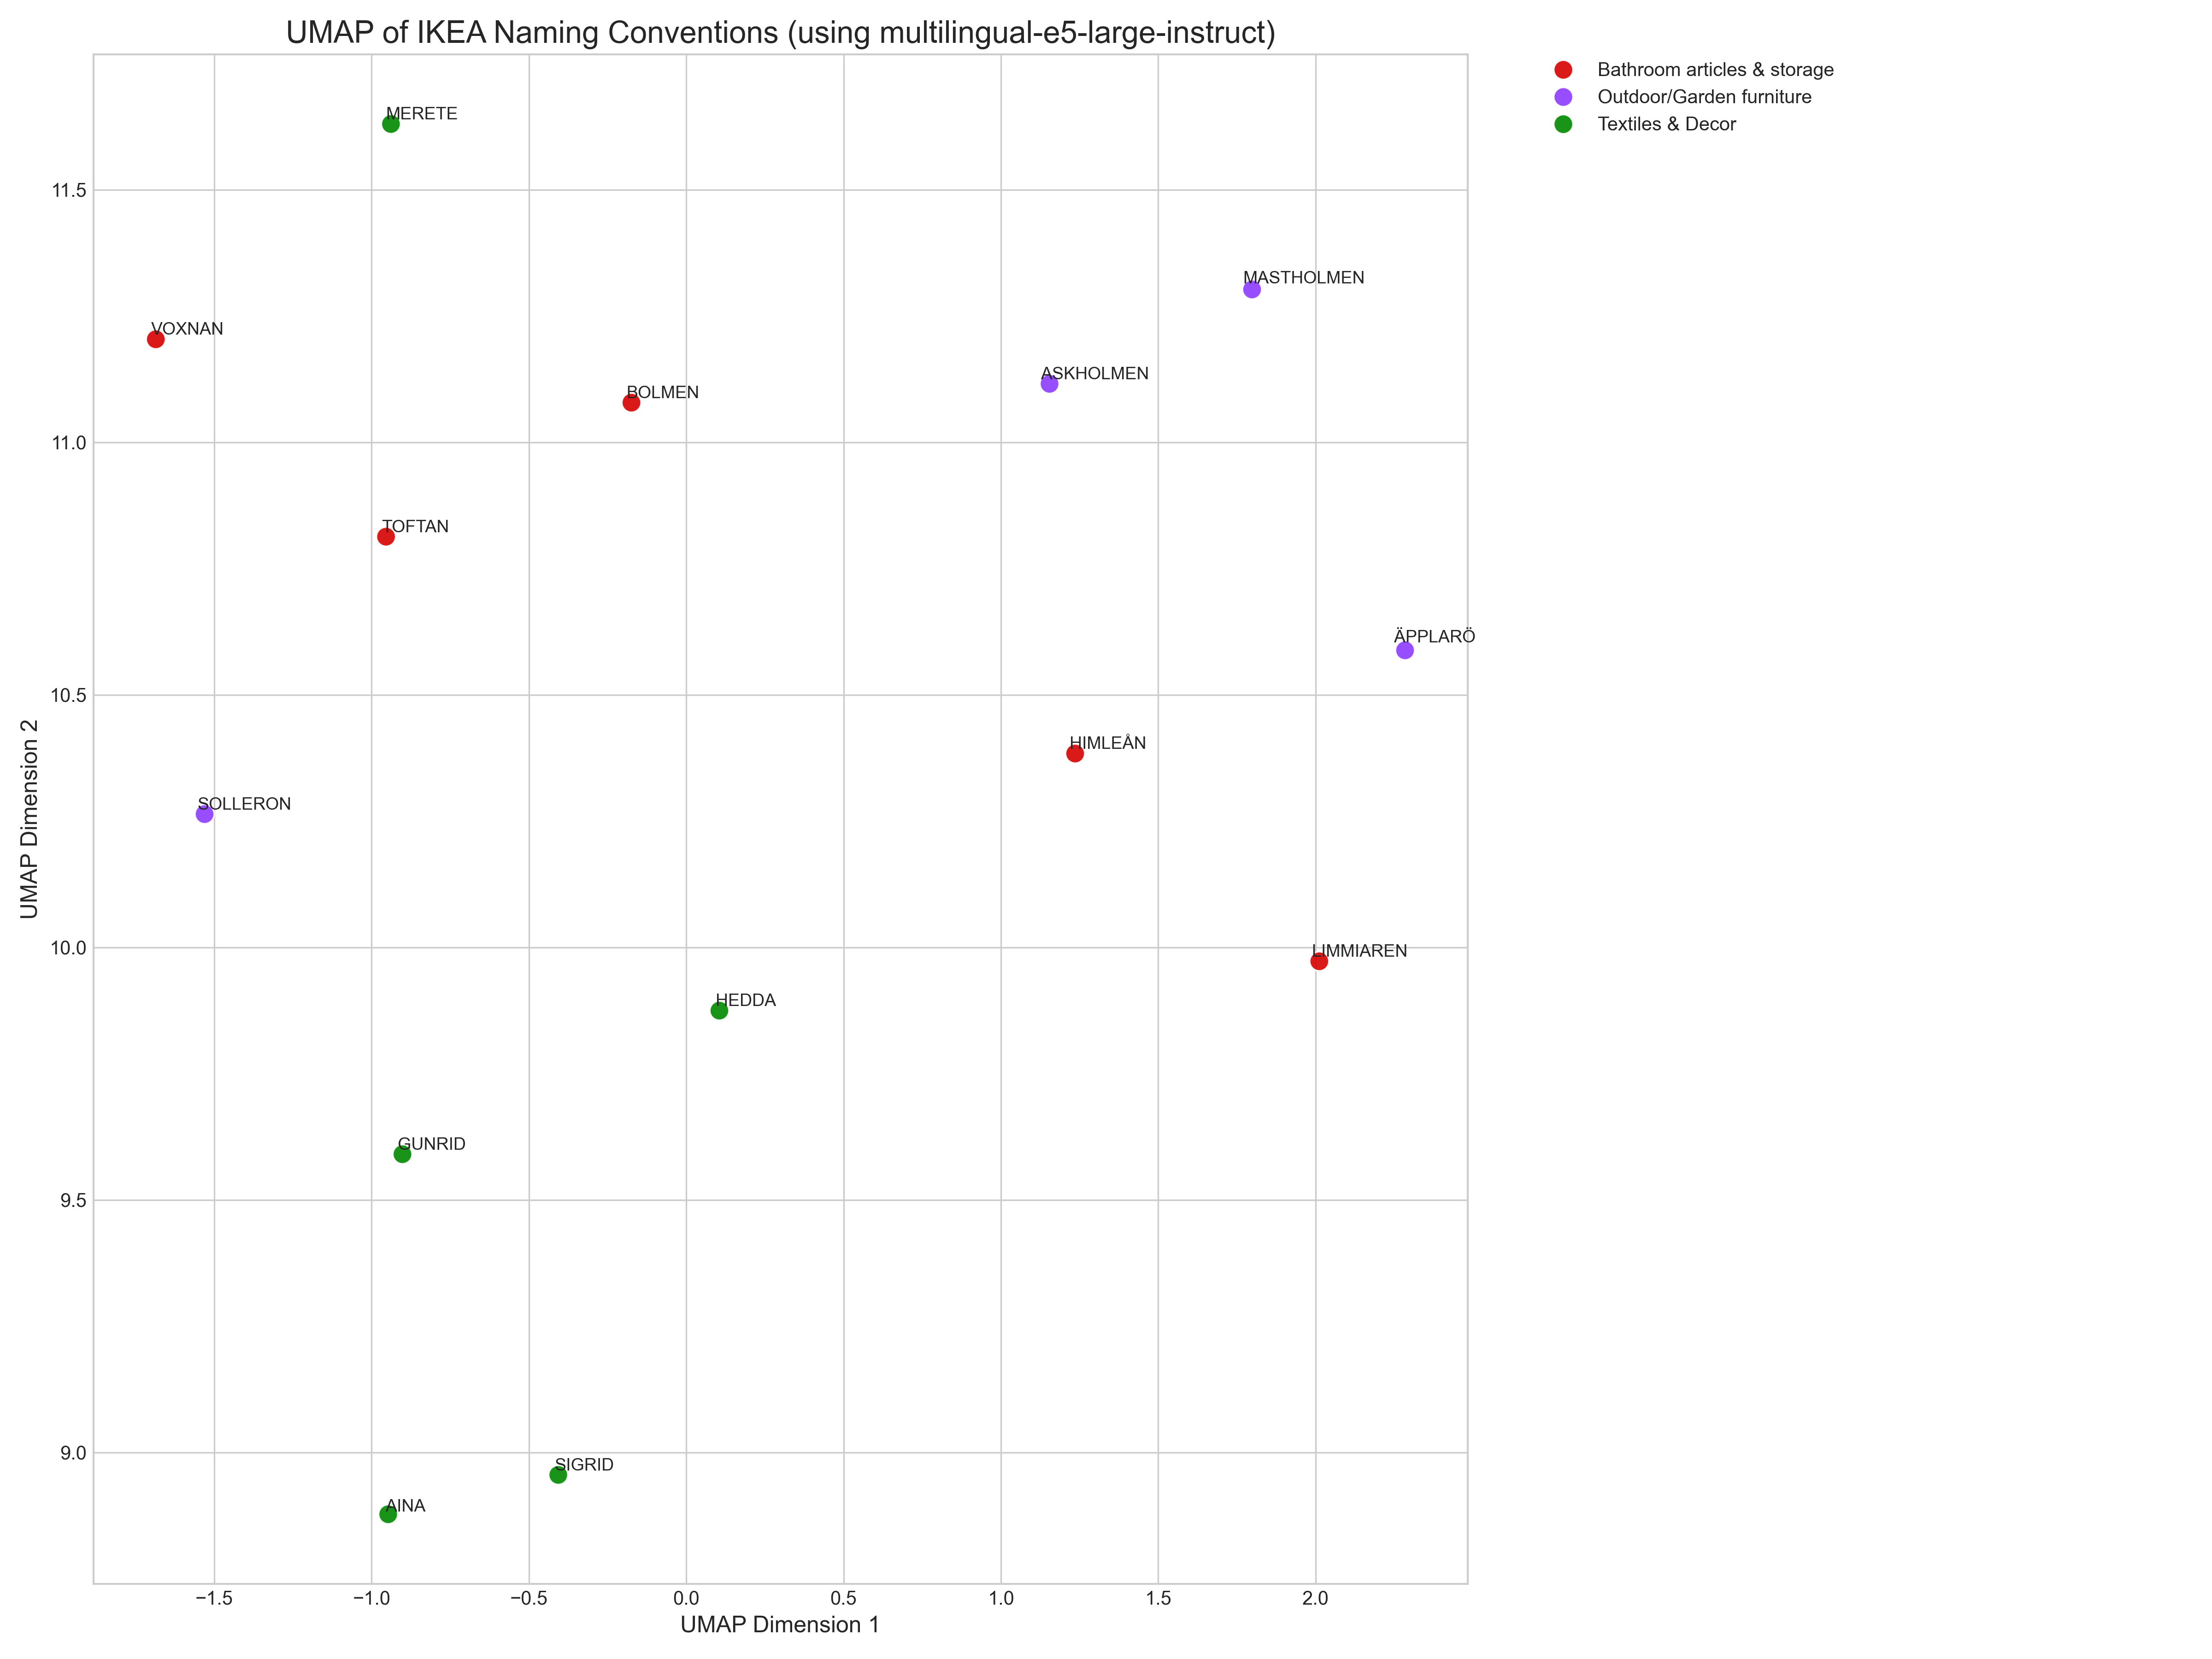 UMAP of IKEA Naming Conventions (using multilingual-e5-large-instruct)
Bathroom articles & storage
Outdoor/Garden furniture
Textiles & Decor
MERETE
MASTHOLMEN
VOXNAN
ASKHOLMEN
BOLMEN
TOFTAN
ÄPPLARÖ
HIMLEÅN
SOLLERON
LIMMIAREN
HEDDA
GUNRID
SIGRID
AINA
11.5
11.0
10.5
10.0
9.5
9.0
UMAP Dimension 2
−1.5
−1.0
−0.5
0.0
0.5
1.0
1.5
2.0
UMAP Dimension 1